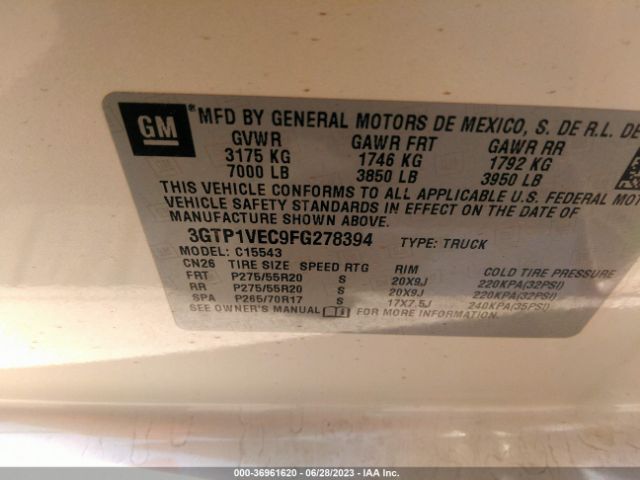 GM ® MFD BY GENERAL MOTORS DE MEXICO, S. DE R.L. DE
GVWR GAWR FRT GAWR RR
3175 KG 1746 KG 1792 KG
7000 LB 3850 LB 3950 LB
THIS VEHICLE CONFORMS TO ALL APPLICABLE U.S. FEDERAL MOTOR
VEHICLE SAFETY STANDARDS IN EFFECT ON THE DATE OF
MANUFACTURE SHOWN ABOVE.
3GTP1VEC9FG278394 TYPE: TRUCK
MODEL: C15543
CN26 TIRE SIZE SPEED RTG RIM COLD TIRE PRESSURE
FRT P275/55R20 S 20X9J 220KPA(32PSI)
RR P275/55R20 S 20X9J 220KPA(32PSI)
SPA P265/70R17 S 17X7.5J 240KPA(35PSI)
SEE OWNER'S MANUAL FOR MORE INFORMATION.
000-36961620 - 06/28/2023 - IAA Inc.